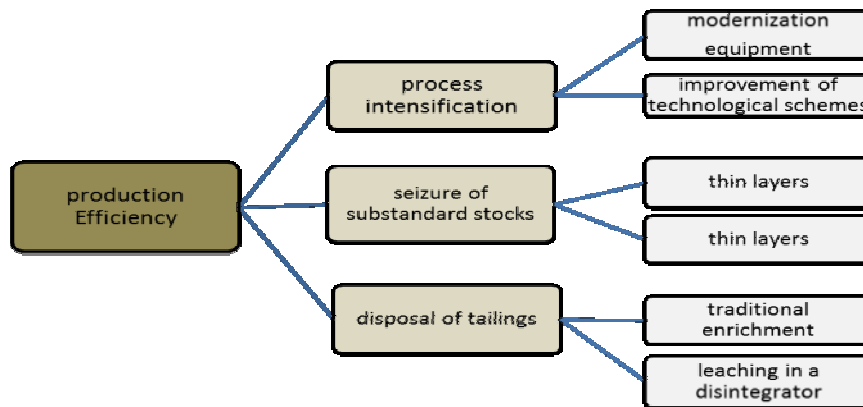 production
Efficiency
process
intensification
modernization
equipment
improvement of
technological schemes
seizure of
substandard stocks
thin layers
thin layers
disposal of tailings
traditional
enrichment
leaching in a
disintegrator